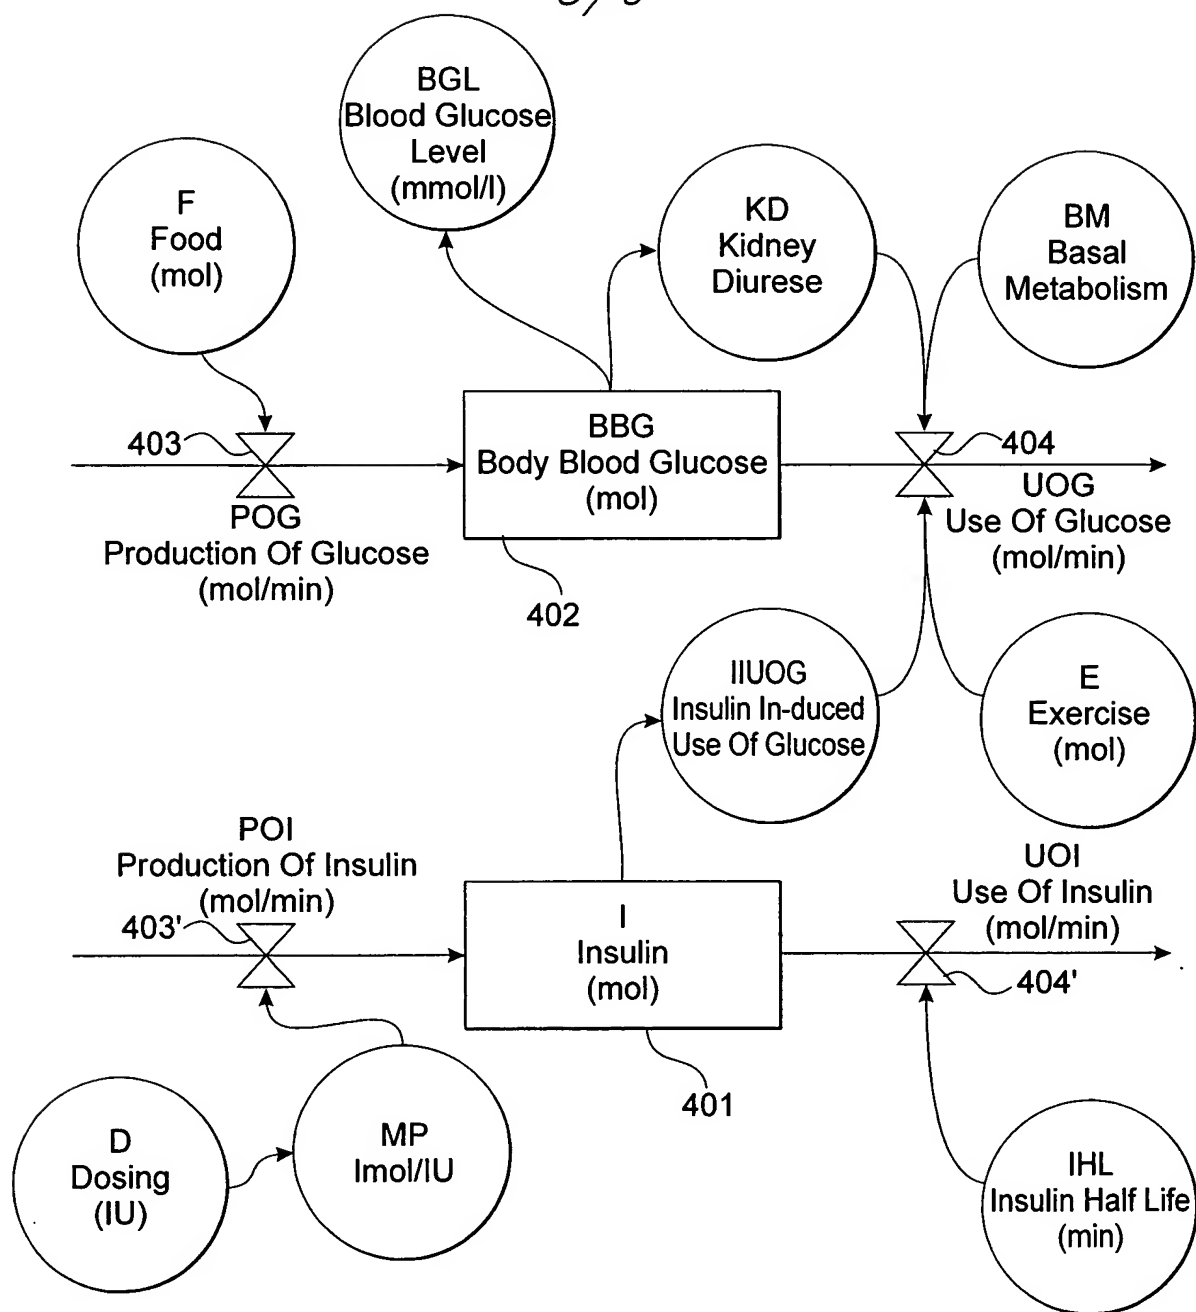 BGL
Blood Glucose
Level
(mmol/l)
F
Food
(mol)
KD
Kidney
Diurese
BM
Basal
Metabolism
403
POG
Production Of Glucose
(mol/min)
BBG
Body Blood Glucose
(mol)
402
404
UOG
Use Of Glucose
(mol/min)
IIUOG
Insulin In-duced
Use Of Glucose
E
Exercise
(mol)
POI
Production Of Insulin
(mol/min)
403'
I
Insulin
(mol)
401
UOI
Use Of Insulin
(mol/min)
404'
D
Dosing
(IU)
MP
Imol/IU
IHL
Insulin Half Life
(min)